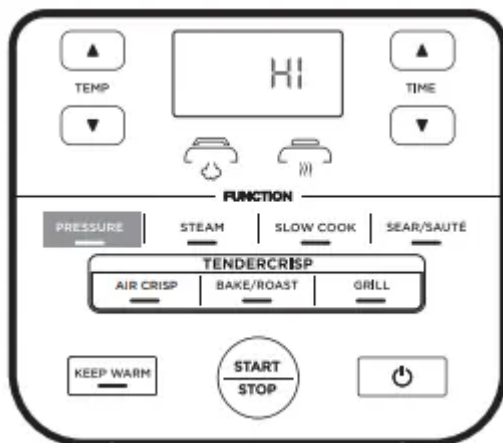 HI
TEMP
TIME
FUNCTION
PRESSURE STEAM SLOW COOK SEAR/SAUTÉ
TENDERCRISP
AIR CRISP BAKE/ROAST GRILL
KEEP WARM
START
STOP